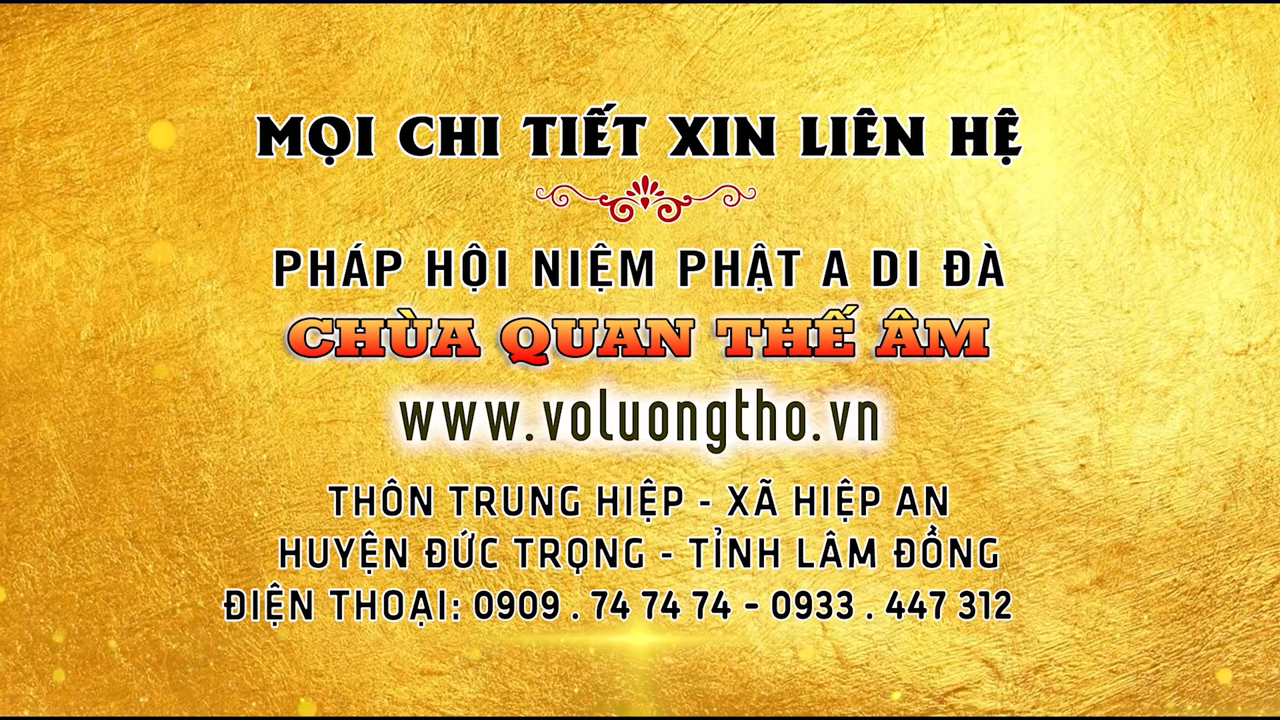 MỌI CHI TIẾT XIN LIÊN HỆ
PHÁP HỘI NIỆM PHẬT A DI ĐÀ
CHÙA QUAN THẾ ÂM
www.voluongtho.vn
THÔN TRUNG HIỆP - XÃ HIỆP AN
HUYỆN ĐỨC TRỌNG - TỈNH LÂM ĐỒNG
ĐIỆN THOẠI: 0909 . 74 74 74 - 0933 . 447 312